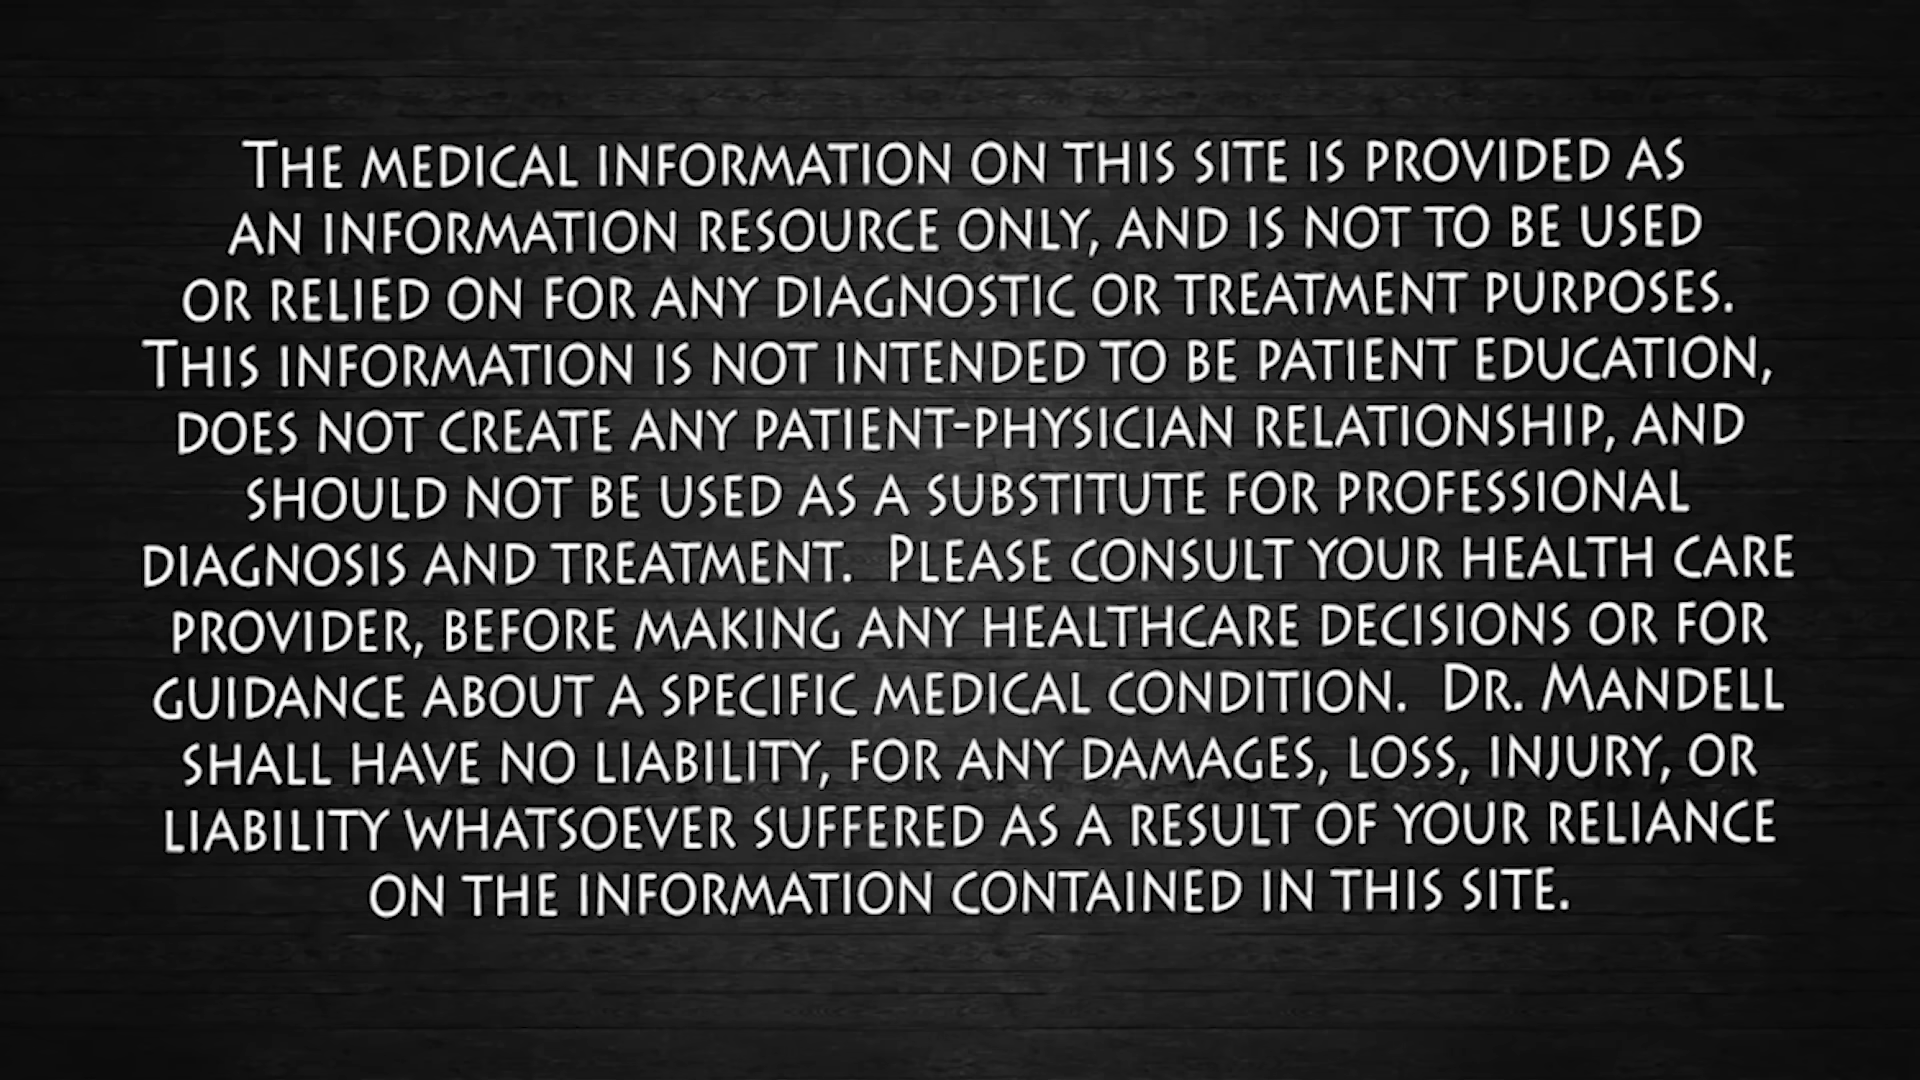 The medical information on this site is provided as
an information resource only, and is not to be used
or relied on for any diagnostic or treatment purposes.
This information is not intended to be patient education,
does not create any patient-physician relationship, and
should not be used as a substitute for professional
diagnosis and treatment.  Please consult your health care
provider, before making any healthcare decisions or for
guidance about a specific medical condition.  Dr. Mandell
shall have no liability, for any damages, loss, injury, or
liability whatsoever suffered as a result of your reliance
on the information contained in this site.